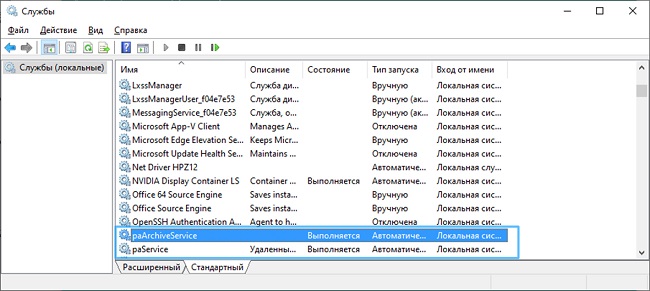 Службы
Файл Действие Вид Справка
Службы (локальные)
Имя Описание Состояние Тип запуска Вход от имени
LxssManager Служба ди... Вручную Локальная сис...
LxssManagerUser_f04e7e53 Служба ди... Вручную (ак... Локальная сис...
MessagingService_f04e7e53 Служба, о... Вручную (ак... Локальная сис...
Microsoft App-V Client Manages A... Отключена Локальная сис...
Microsoft Edge Elevation Se... Keeps Micr... Вручную Локальная сис...
Microsoft Update Health Se... Maintains ... Отключена Локальная сис...
Net Driver HPZ12 Автоматиче... Локальная слу...
NVIDIA Display Container LS Container ... Выполняется Автоматиче... Локальная сис...
Office 64 Source Engine Saves insta... Вручную Локальная сис...
Office Source Engine Saves insta... Вручную Локальная сис...
OpenSSH Authentication A... Agent to h... Отключена Локальная сис...
paArchiveService Выполняется Автоматиче... Локальная сис...
paService Удаленны... Выполняется Автоматиче... Локальная сис...
Расширенный Стандартный